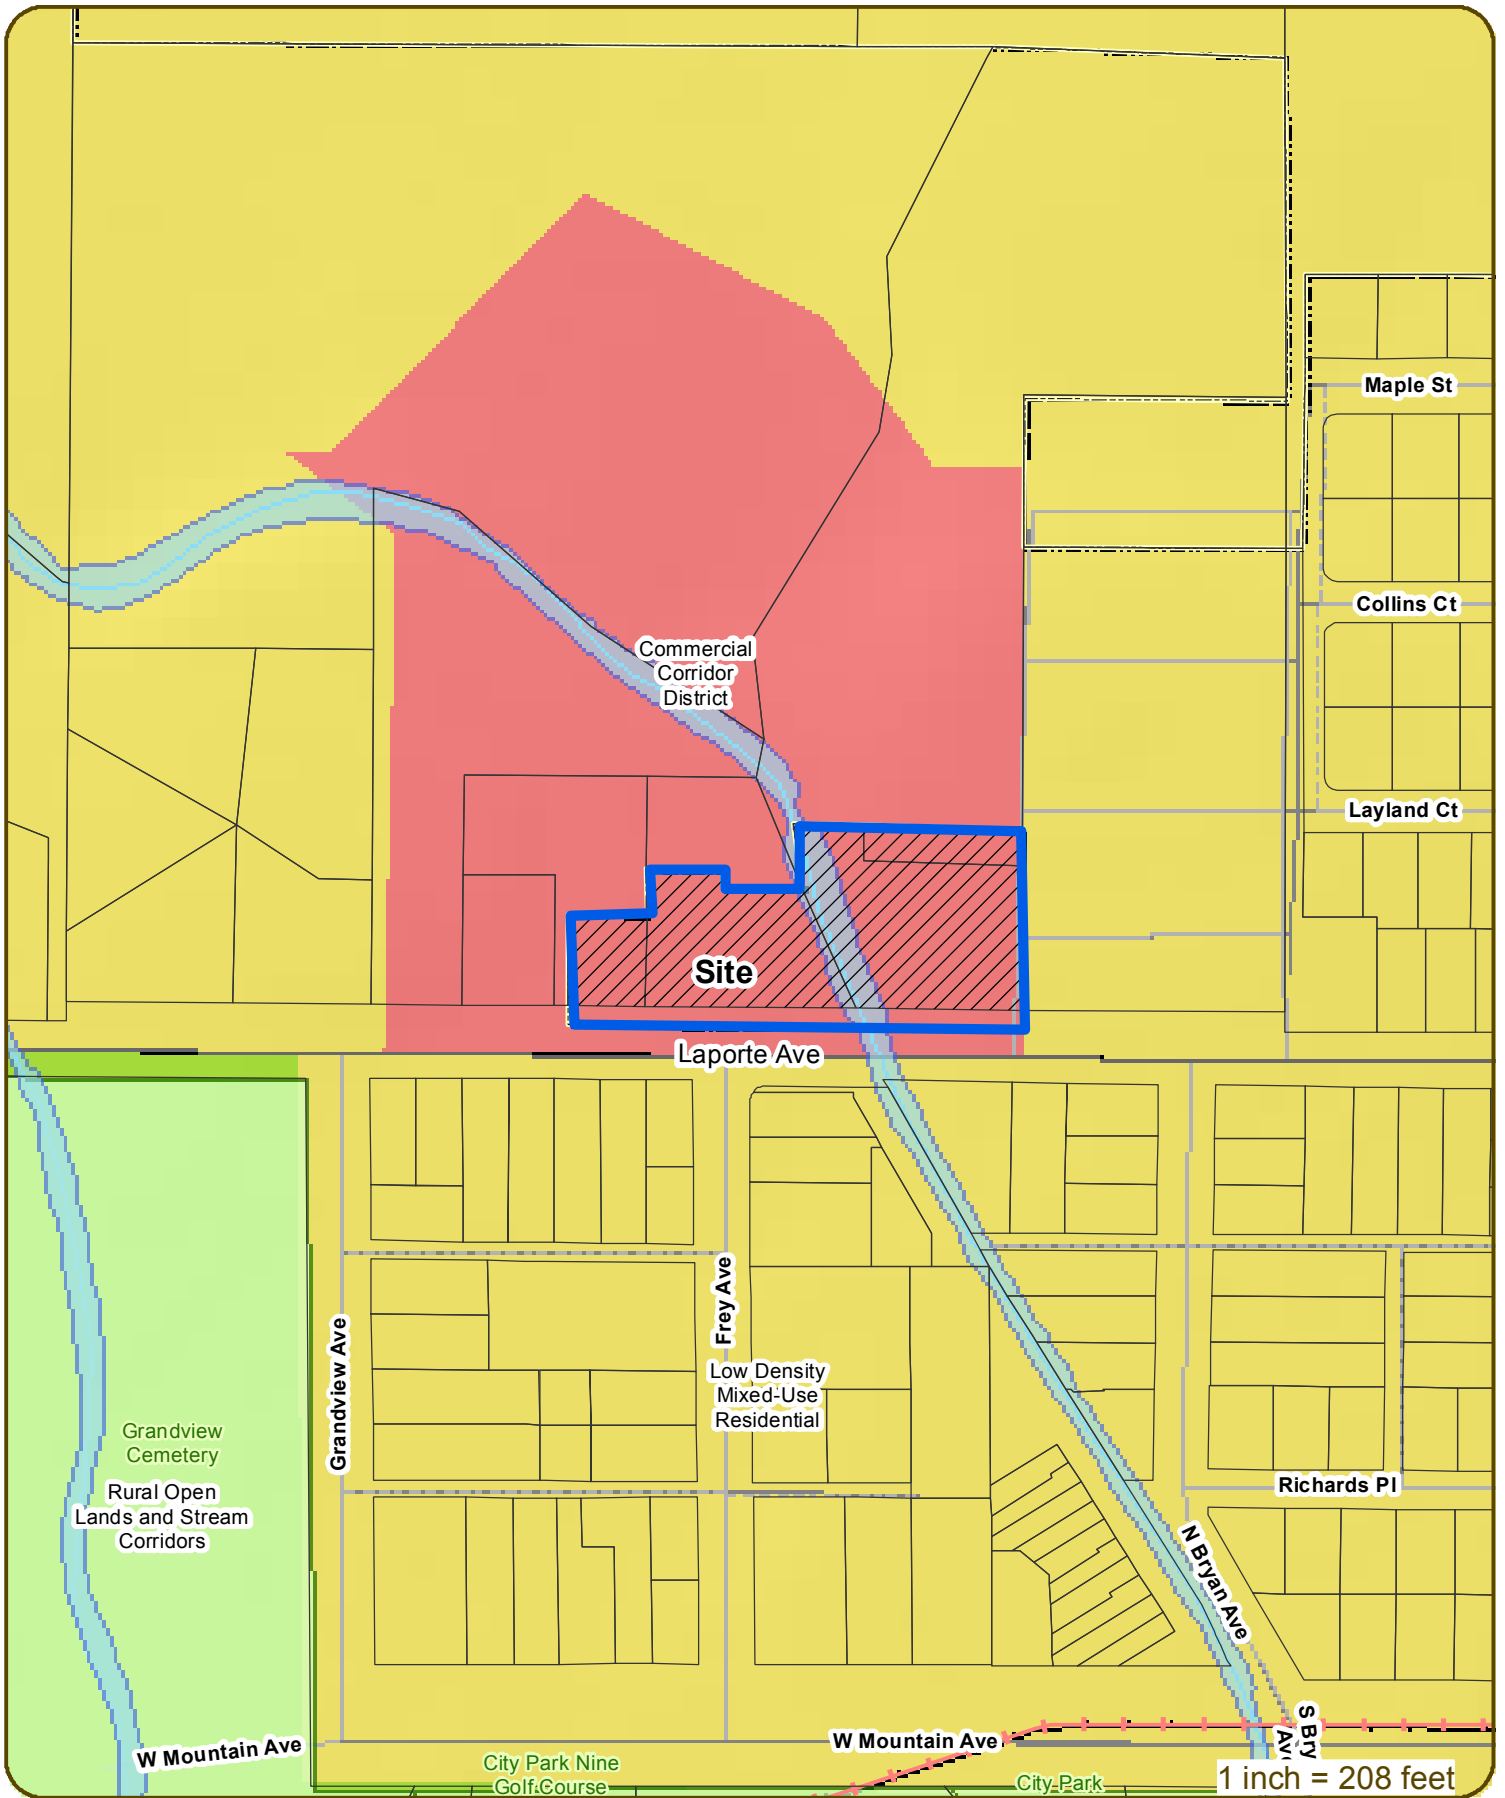 Maple St
Collins Ct
Commercial
Corridor
District
Layland Ct
Site
Laporte Ave
Grandview Ave
Frey Ave
Low Density
Mixed-Use
Residential
Grandview
Cemetery
Rural Open
Lands and Stream
Corridors
Richards Pl
N Bryan Ave
S Bry
Ave
W Mountain Ave
W Mountain Ave
City Park Nine
Golf Course
City Park
1 inch = 208 feet